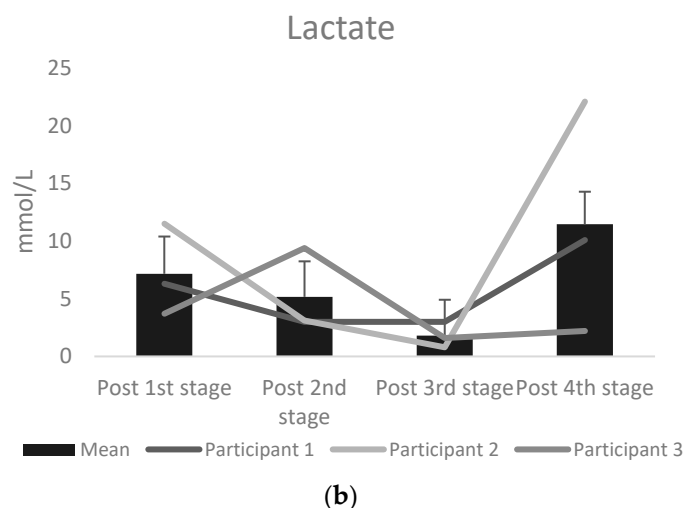 Lactate
25
20
15
10
5
0
mmol/L
Post 1st stage
Post 2nd
stage
Post 3rd stage
Post 4th stage
Mean
Participant 1
Participant 2
Participant 3
(b)